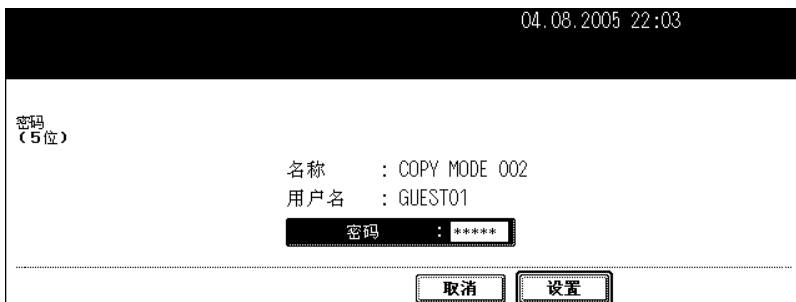 04.08.2005 22:03
密码
(5位)
名称 : COPY MODE 002
用户名 : GUEST01
密码 : *****
取消 设置